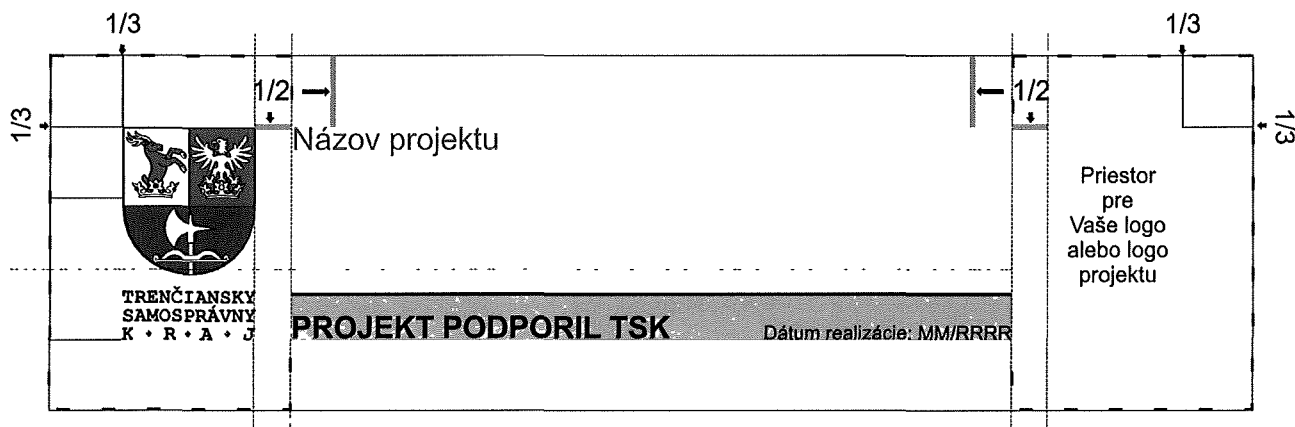 1/3
1/3
1/2
1/2
1/3
1/3
Názov projektu
Priestor
pre
Vaše logo
alebo logo
projektu
TRENČIANSKY
SAMOSPRÁVNY
K • R • A • J
PROJEKT PODPORIL TSK
Dátum realizácie: MM/RRRR